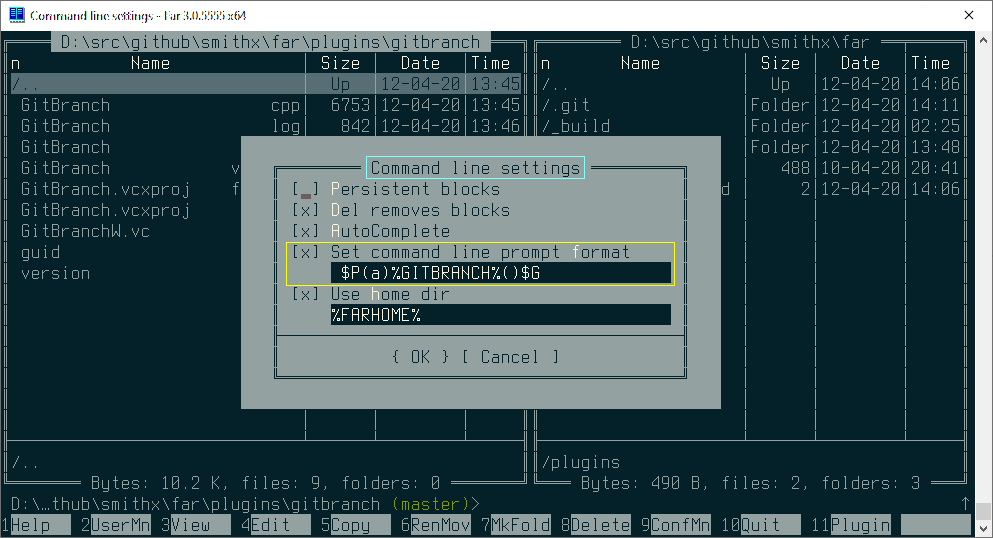 Command line settings - Far 3.0.5555 x64
D:\src\github\smithx\far\plugins\gitbranch D:\src\github\smithx\far
n Name Size Date Time n Name Size Date Time
/.. Up 12-04-20 13:45 /.. Up 12-04-20 14:06
GitBranch cpp 6753 12-04-20 13:45 /.git Folder 12-04-20 14:11
GitBranch log 842 12-04-20 13:46 /_build Folder 12-04-20 02:25
GitBranch Folder 12-04-20 13:48
GitBranch v 488 10-04-20 20:41
GitBranch.vcxproj f d 2 12-04-20 14:06
GitBranch.vcxproj
GitBranchW.vc
guid
version
Command line settings
[ ] Persistent blocks
[x] Del removes blocks
[x] AutoComplete
[x] Set command line prompt format
$P(a)%GITBRANCH%()$G
[x] Use home dir
%FARHOME%
{ OK } [ Cancel ]
/.. /plugins
Bytes: 10.2 K, files: 9, folders: 0 Bytes: 490 B, files: 2, folders: 3
D:\…thub\smithx\far\plugins\gitbranch (master)> ↑
1Help 2UserMn 3View 4Edit 5Copy 6RenMov 7MkFold 8Delete 9ConfMn 10Quit 11Plugin